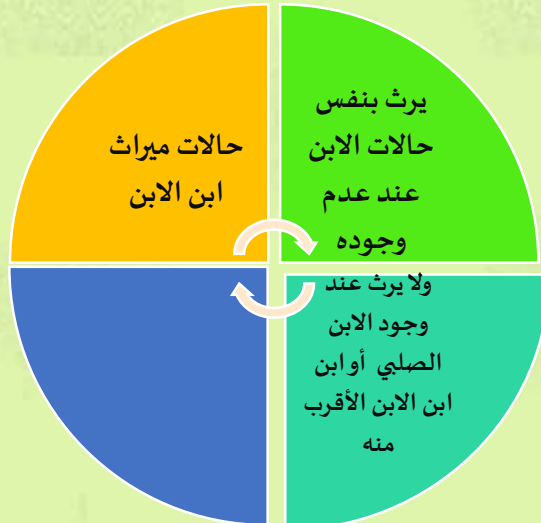 حالات ميراث
ابن الابن
يرث بنفس
حالات الابن
عند عدم
وجوده
ولا يرث عند
وجود الابن
الصلبي أو ابن
ابن الابن الأقرب
منه